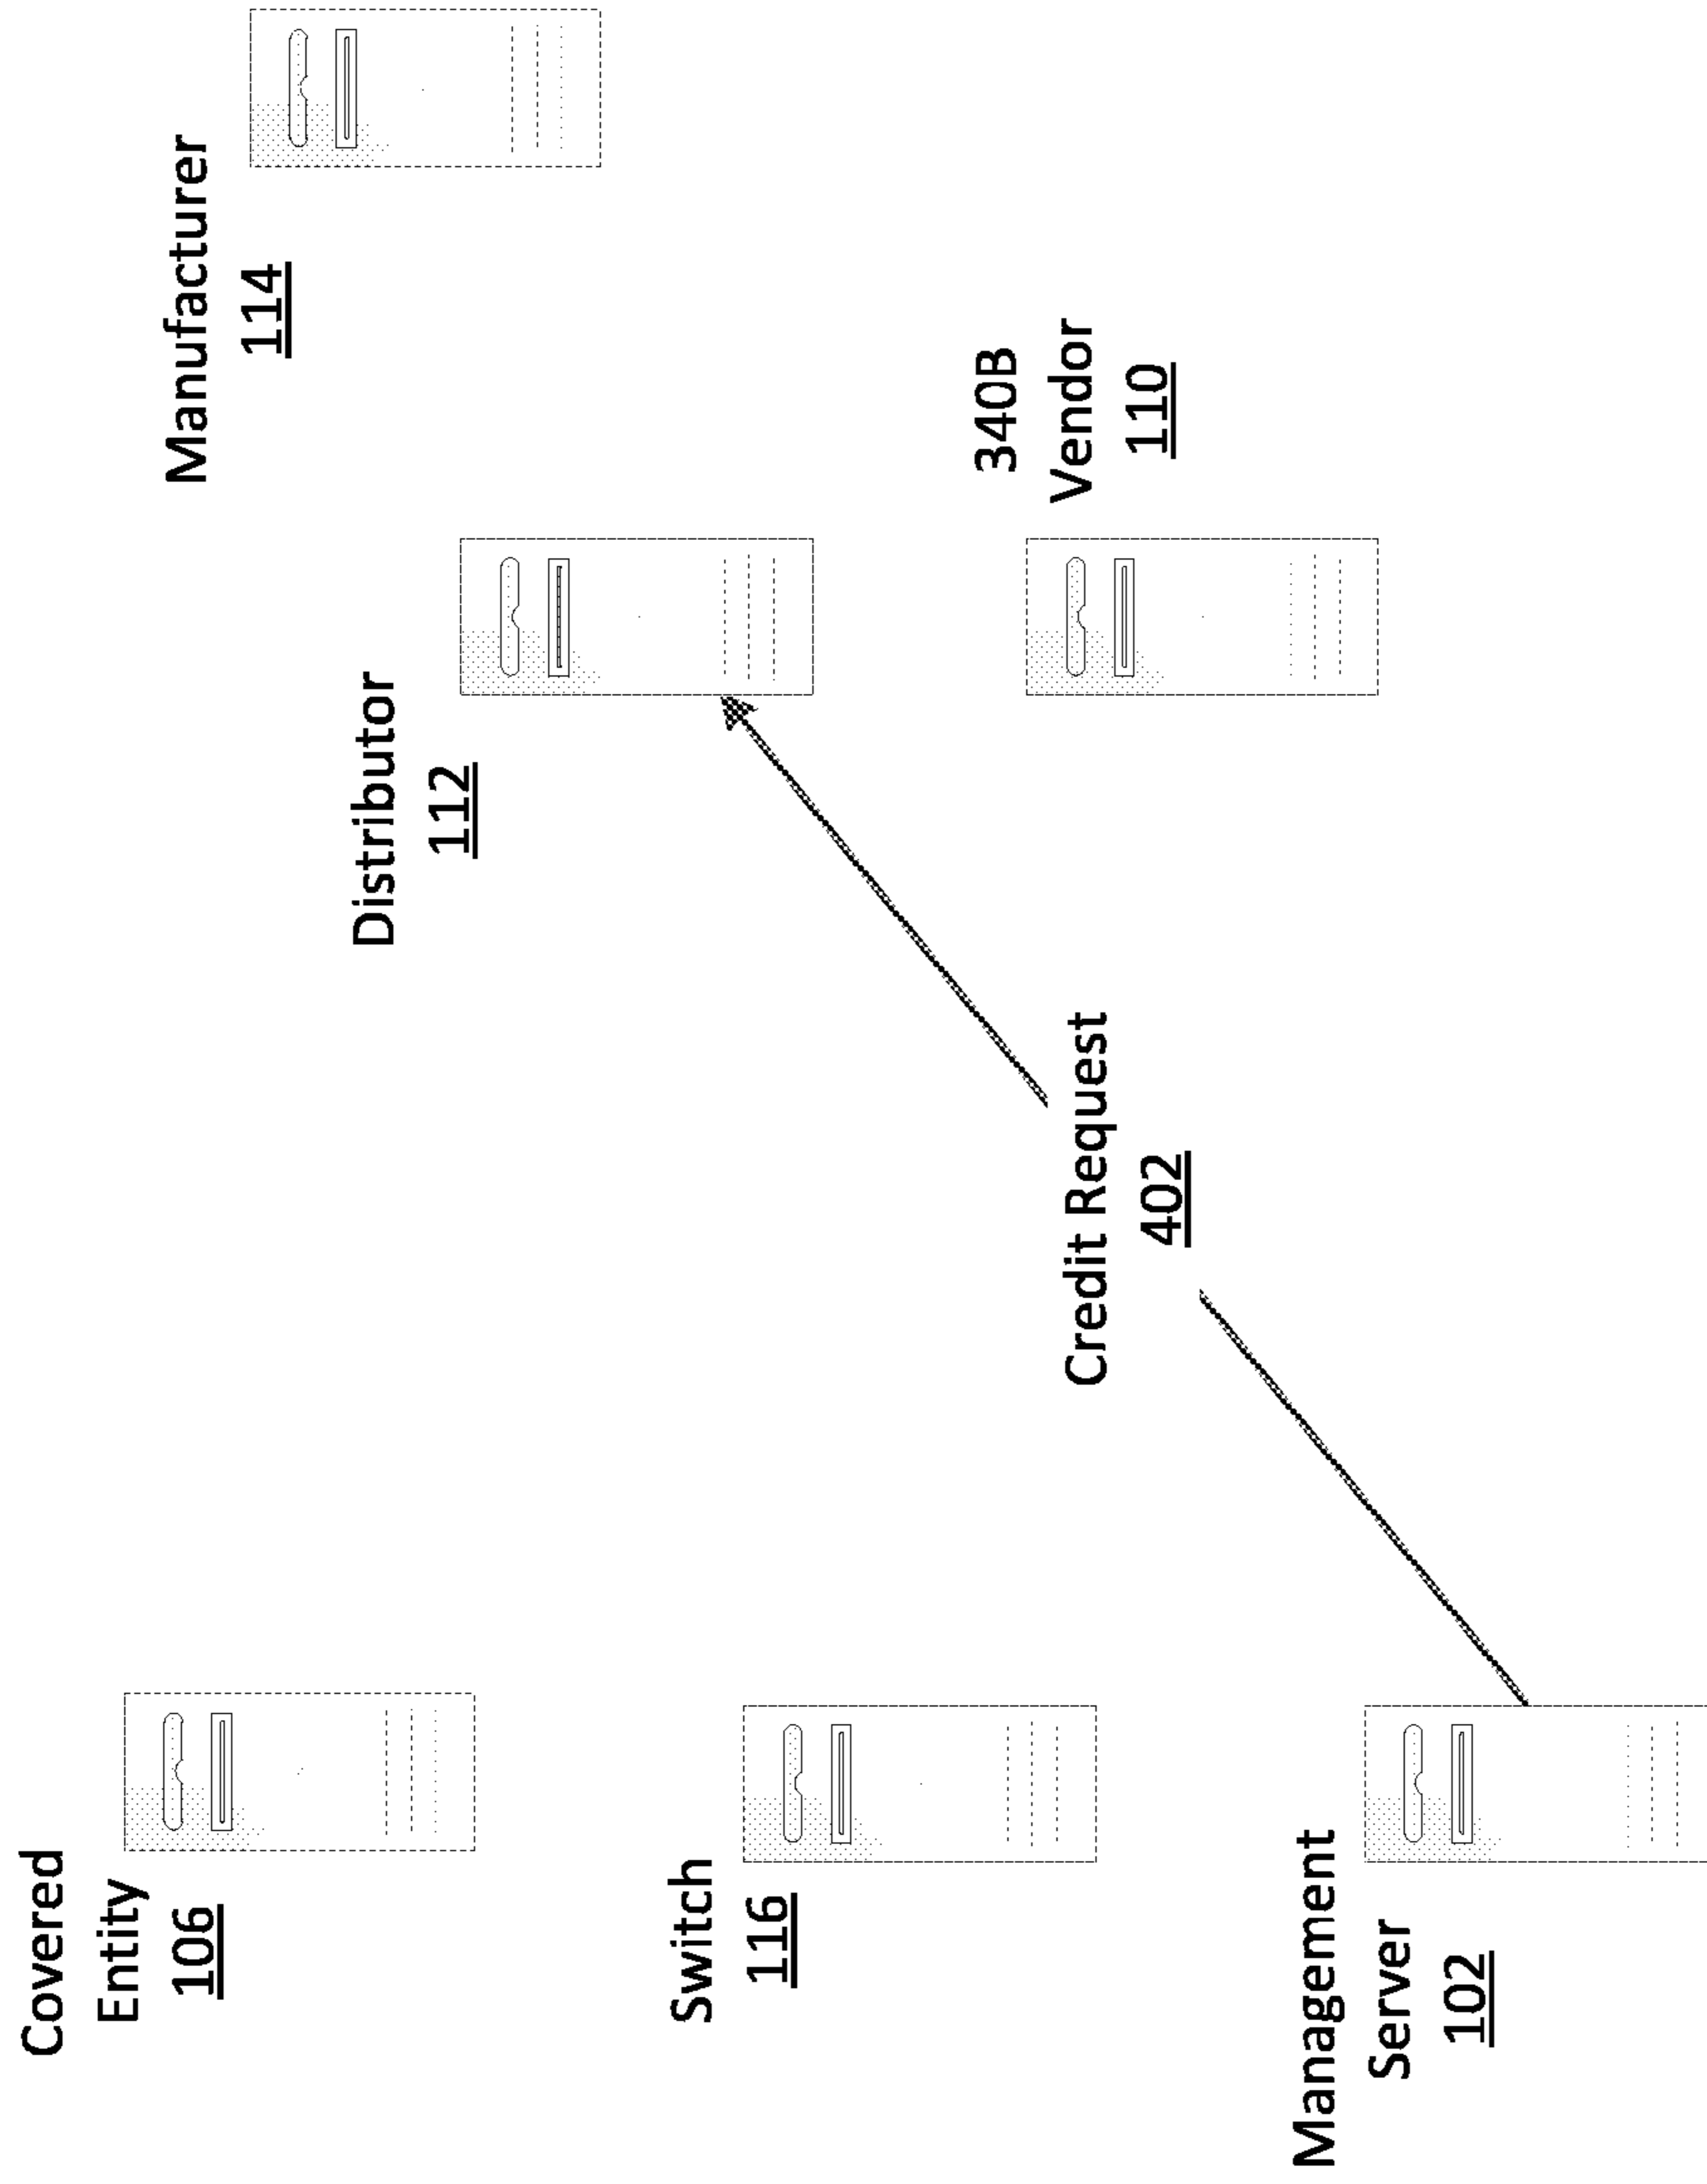 Covered
Entity
106
Switch
116
Management
Server
102
Credit Request
402
Distributor
112
340B
Vendor
110
Manufacturer
114